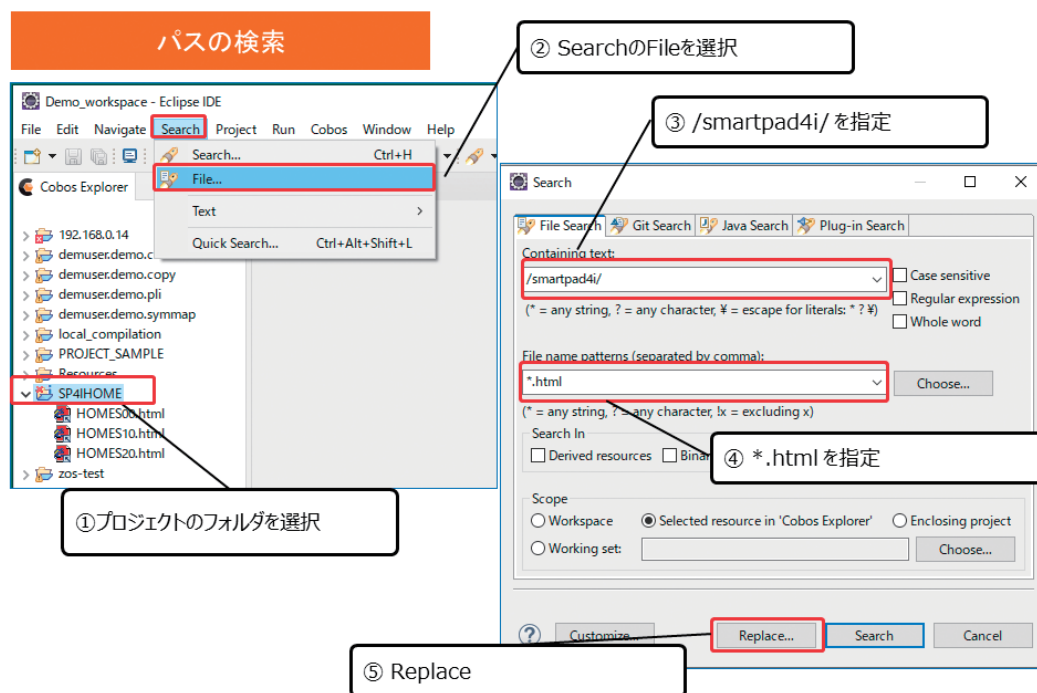 パスの検索
② SearchのFileを選択
Demo_workspace - Eclipse IDE
File Edit Navigate Search Project Run Cobos Window Help
Search... Ctrl+H
File...
Text
Quick Search... Ctrl+Alt+Shift+L
Cobos Explorer
192.168.0.14
demuser.demo.c
demuser.demo.copy
demuser.demo.pli
demuser.demo.symmap
local_compilation
PROJECT_SAMPLE
Resources
SP4IHOME
HOMES00.html
HOMES10.html
HOMES20.html
zos-test
①プロジェクトのフォルダを選択
③ /smartpad4i/ を指定
Search
File Search Git Search Java Search Plug-in Search
Containing text:
/smartpad4i/
Case sensitive
(* = any string, ? = any character, ¥ = escape for literals: * ? ¥)
Regular expression
Whole word
File name patterns (separated by comma):
*.html
Choose...
(* = any string, ? = any character, !x = excluding x)
Search In
Derived resources Bina
④ *.html を指定
Scope
Workspace Selected resource in 'Cobos Explorer' Enclosing project
Working set: Choose...
Customize... Replace... Search Cancel
⑤ Replace